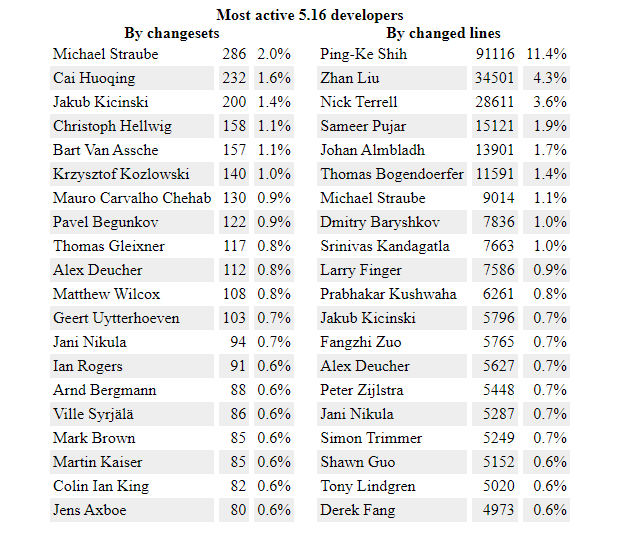 Most active 5.16 developers
By changesets By changed lines
Michael Straube 286 2.0% Ping-Ke Shih 91116 11.4%
Cai Huoqing 232 1.6% Zhan Liu 34501 4.3%
Jakub Kicinski 200 1.4% Nick Terrell 28611 3.6%
Christoph Hellwig 158 1.1% Sameer Pujar 15121 1.9%
Bart Van Assche 157 1.1% Johan Almbladh 13901 1.7%
Krzysztof Kozlowski 140 1.0% Thomas Bogendoerfer 11591 1.4%
Mauro Carvalho Chehab 130 0.9% Michael Straube 9014 1.1%
Pavel Begunkov 122 0.9% Dmitry Baryshkov 7836 1.0%
Thomas Gleixner 117 0.8% Srinivas Kandagatla 7663 1.0%
Alex Deucher 112 0.8% Larry Finger 7586 0.9%
Matthew Wilcox 108 0.8% Prabhakar Kushwaha 6261 0.8%
Geert Uytterhoeven 103 0.7% Jakub Kicinski 5796 0.7%
Jani Nikula 94 0.7% Fangzhi Zuo 5765 0.7%
Ian Rogers 91 0.6% Alex Deucher 5627 0.7%
Arnd Bergmann 88 0.6% Peter Zijlstra 5448 0.7%
Ville Syrjälä 86 0.6% Jani Nikula 5287 0.7%
Mark Brown 85 0.6% Simon Trimmer 5249 0.7%
Martin Kaiser 85 0.6% Shawn Guo 5152 0.6%
Colin Ian King 82 0.6% Tony Lindgren 5020 0.6%
Jens Axboe 80 0.6% Derek Fang 4973 0.6%